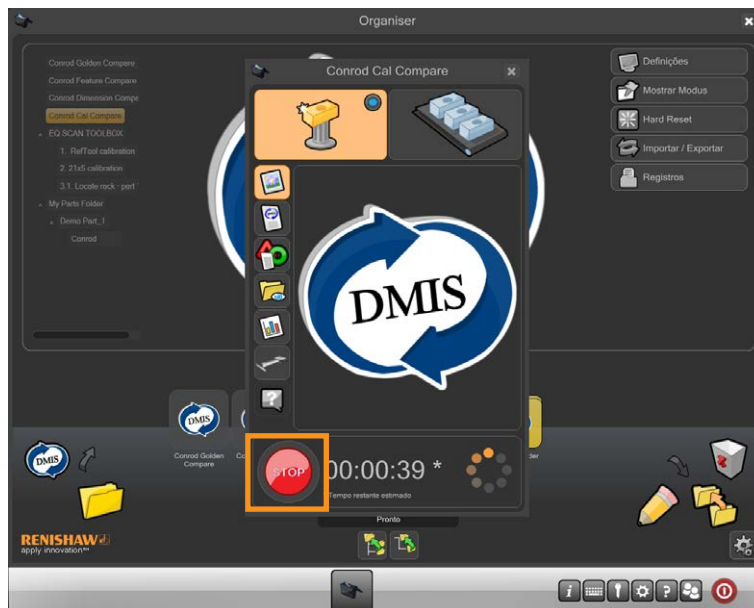 Organiser
Conrod Golden Compare
Conrod Feature Compare
Conrod Dimension Compe
Conrod Cal Compare
EQ SCAN TOOLBOX
1. RefTool calibration
2. 21x5 calibration
3.1. Locate rock - pert
My Parts Folder
Demo Part_1
Conrod
Conrod Cal Compare
Definições
Mostrar Modus
Hard Reset
Importar / Exportar
Registros
DMIS
DMIS
Conrod Golden
Compare
DMIS
STOP
00:00:39 *
Tempo restante estimado
Pronto
RENISHAW
apply innovation™